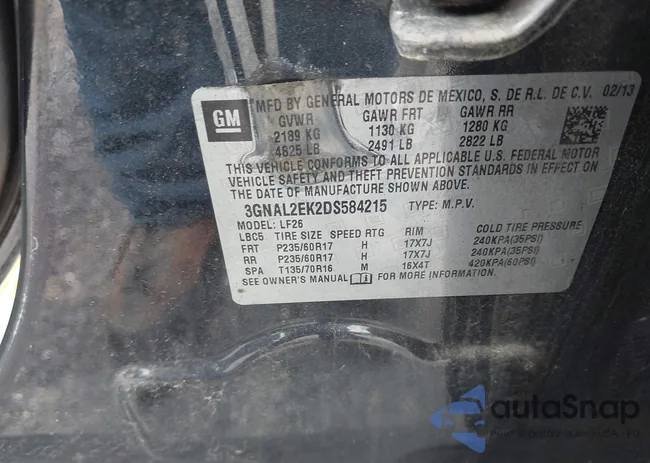 GM
MFD BY GENERAL MOTORS DE MEXICO, S. DE R.L. DE C.V. 02/13
GVWR GAWR FRT GAWR RR
2189 KG 1130 KG 1280 KG
4825 LB 2491 LB 2822 LB
THIS VEHICLE CONFORMS TO ALL APPLICABLE U.S. FEDERAL MOTOR
VEHICLE SAFETY AND THEFT PREVENTION STANDARDS IN EFFECT ON
THE DATE OF MANUFACTURE SHOWN ABOVE.
3GNAL2EK2DS584215 TYPE: M.P.V.
MODEL: LF26
LBC5 TIRE SIZE SPEED RTG RIM COLD TIRE PRESSURE
FRT P235/60R17 H 17X7J 240KPA(35PSI)
RR P235/60R17 H 17X7J 240KPA(35PSI)
SPA T135/70R16 M 16X4T 420KPA(60PSI)
SEE OWNER'S MANUAL FOR MORE INFORMATION.
autaSnap